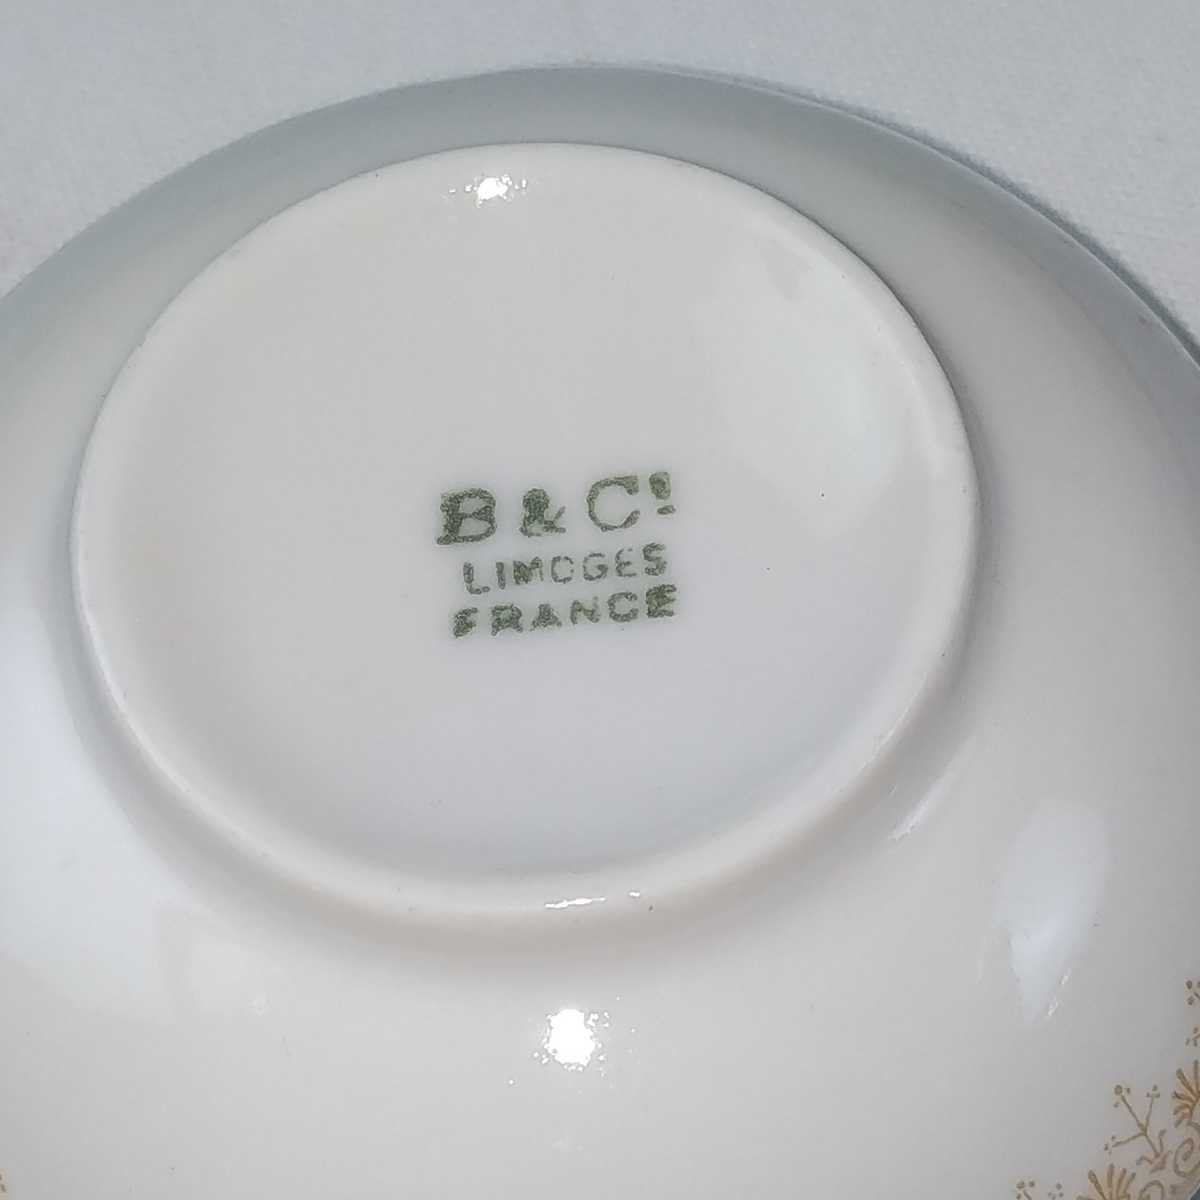 B & Cⁱᵉ
LIMOGES
FRANCE